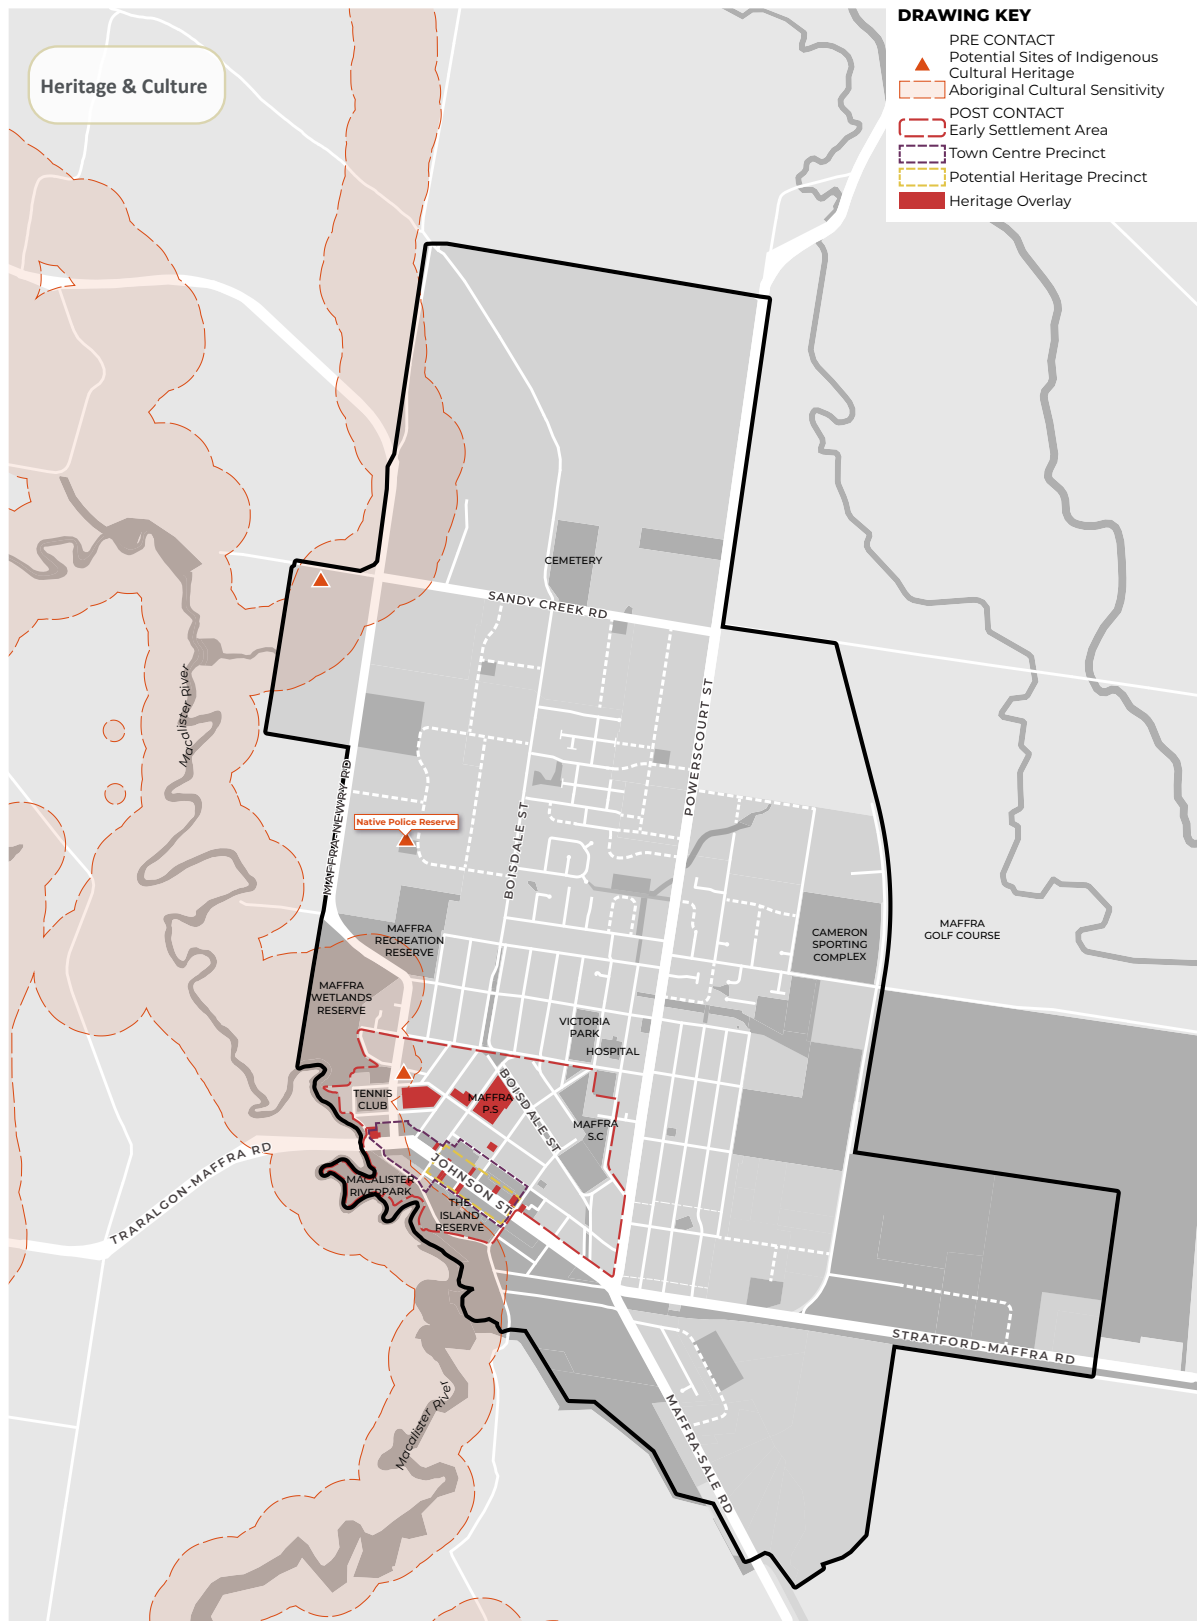 Heritage & Culture
DRAWING KEY
PRE CONTACT
Potential Sites of Indigenous
Cultural Heritage
Aboriginal Cultural Sensitivity
POST CONTACT
Early Settlement Area
Town Centre Precinct
Potential Heritage Precinct
Heritage Overlay
CEMETERY
SANDY CREEK RD
Macalister River
POWERSCOURT ST
MAFFRA-NEWRY RD
Native Police Reserve
BOISDALE ST
MAFFRA
RECREATION
RESERVE
CAMERON
SPORTING
COMPLEX
MAFFRA
GOLF COURSE
MAFFRA
WETLANDS
RESERVE
VICTORIA
PARK
HOSPITAL
BOISDALE ST
TENNIS
CLUB
MAFFRA
P.S
MAFFRA
S.C
TRARALGON-MAFFRA RD
JOHNSON ST
MACALISTER
RIVER PARK
THE
ISLAND
RESERVE
STRATFORD-MAFFRA RD
Macalister River
MAFFRA-SALE RD